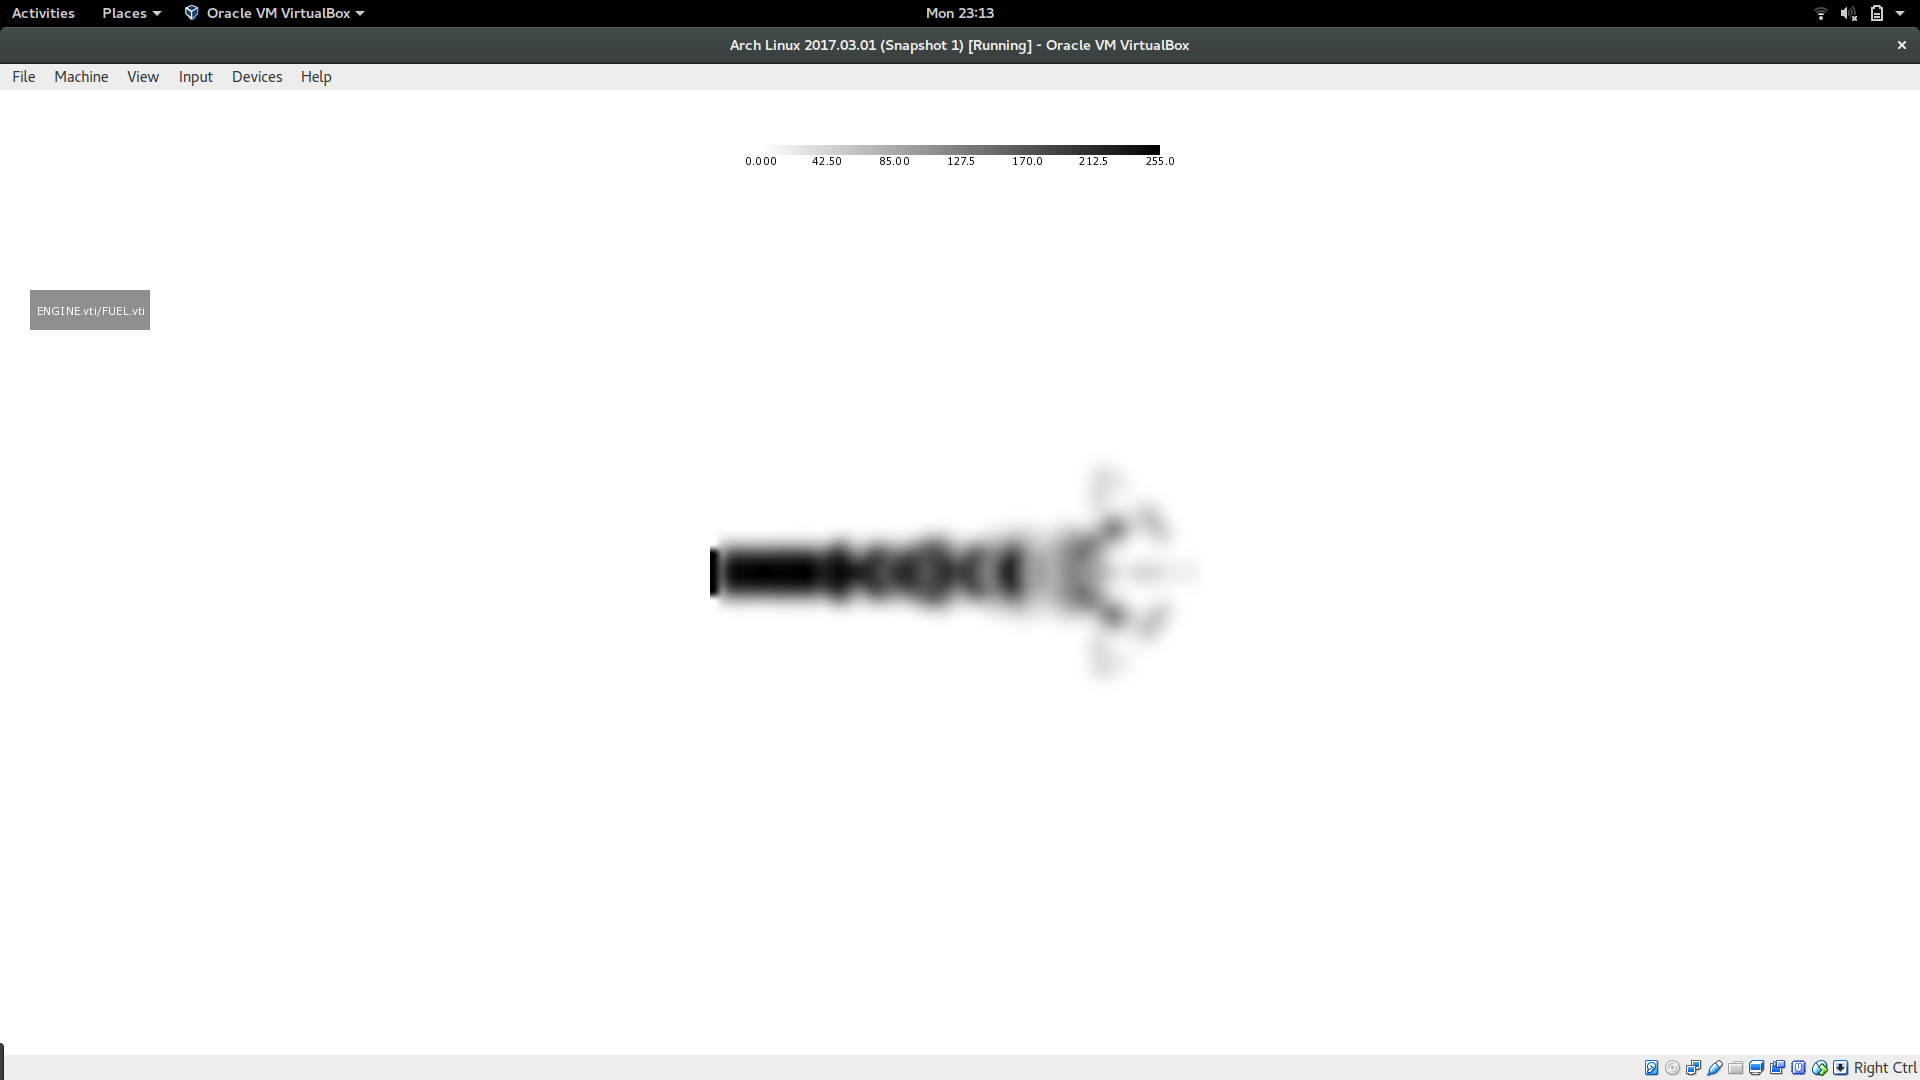 Activities Places Oracle VM VirtualBox Mon 23:13
Arch Linux 2017.03.01 (Snapshot 1) [Running] - Oracle VM VirtualBox
File Machine View Input Devices Help
0.000 42.50 85.00 127.5 170.0 212.5 255.0
ENGINE.vti/FUEL.vti
Right Ctrl